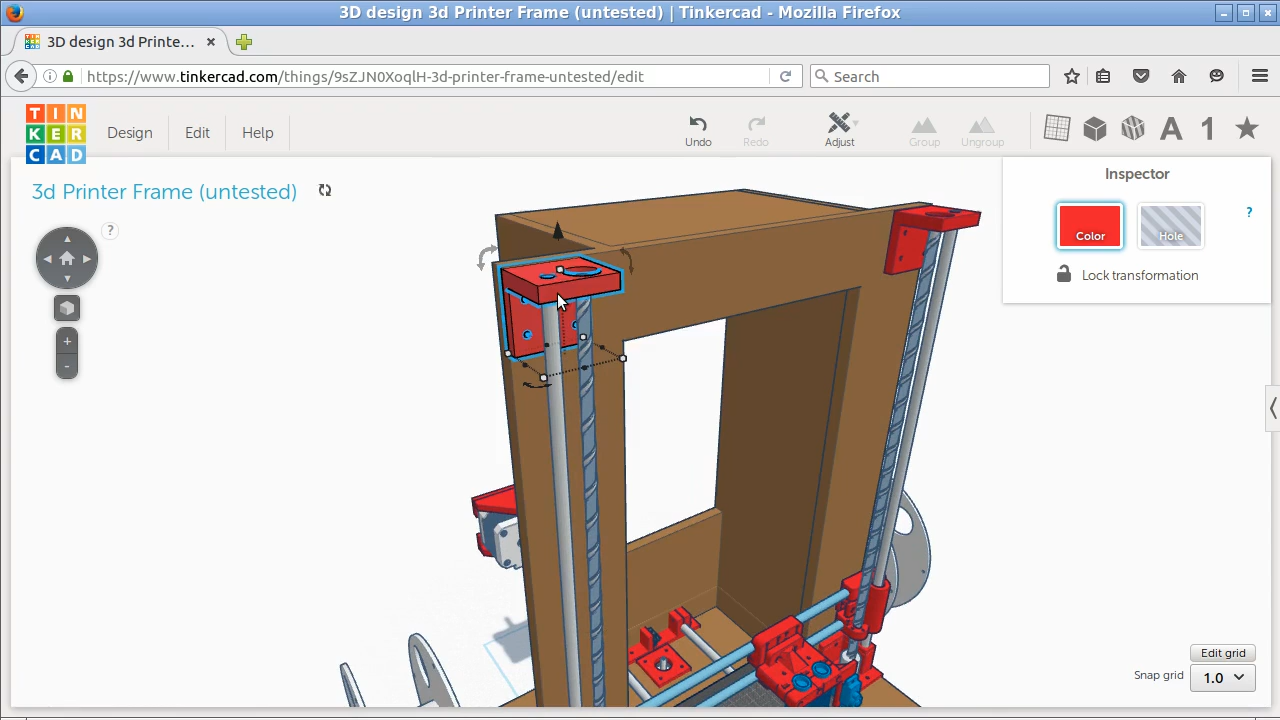 3D design 3d Printer Frame (untested) | Tinkercad - Mozilla Firefox
3D design 3d Printe...
https://www.tinkercad.com/things/9sZJN0XoqlH-3d-printer-frame-untested/edit
Search
TIN
KER
CAD
Design
Edit
Help
Undo
Redo
Adjust
Group
Ungroup
A
1
3d Printer Frame (untested)
?
Inspector
Color
Hole
?
Lock transformation
+
-
Edit grid
Snap grid
1.0